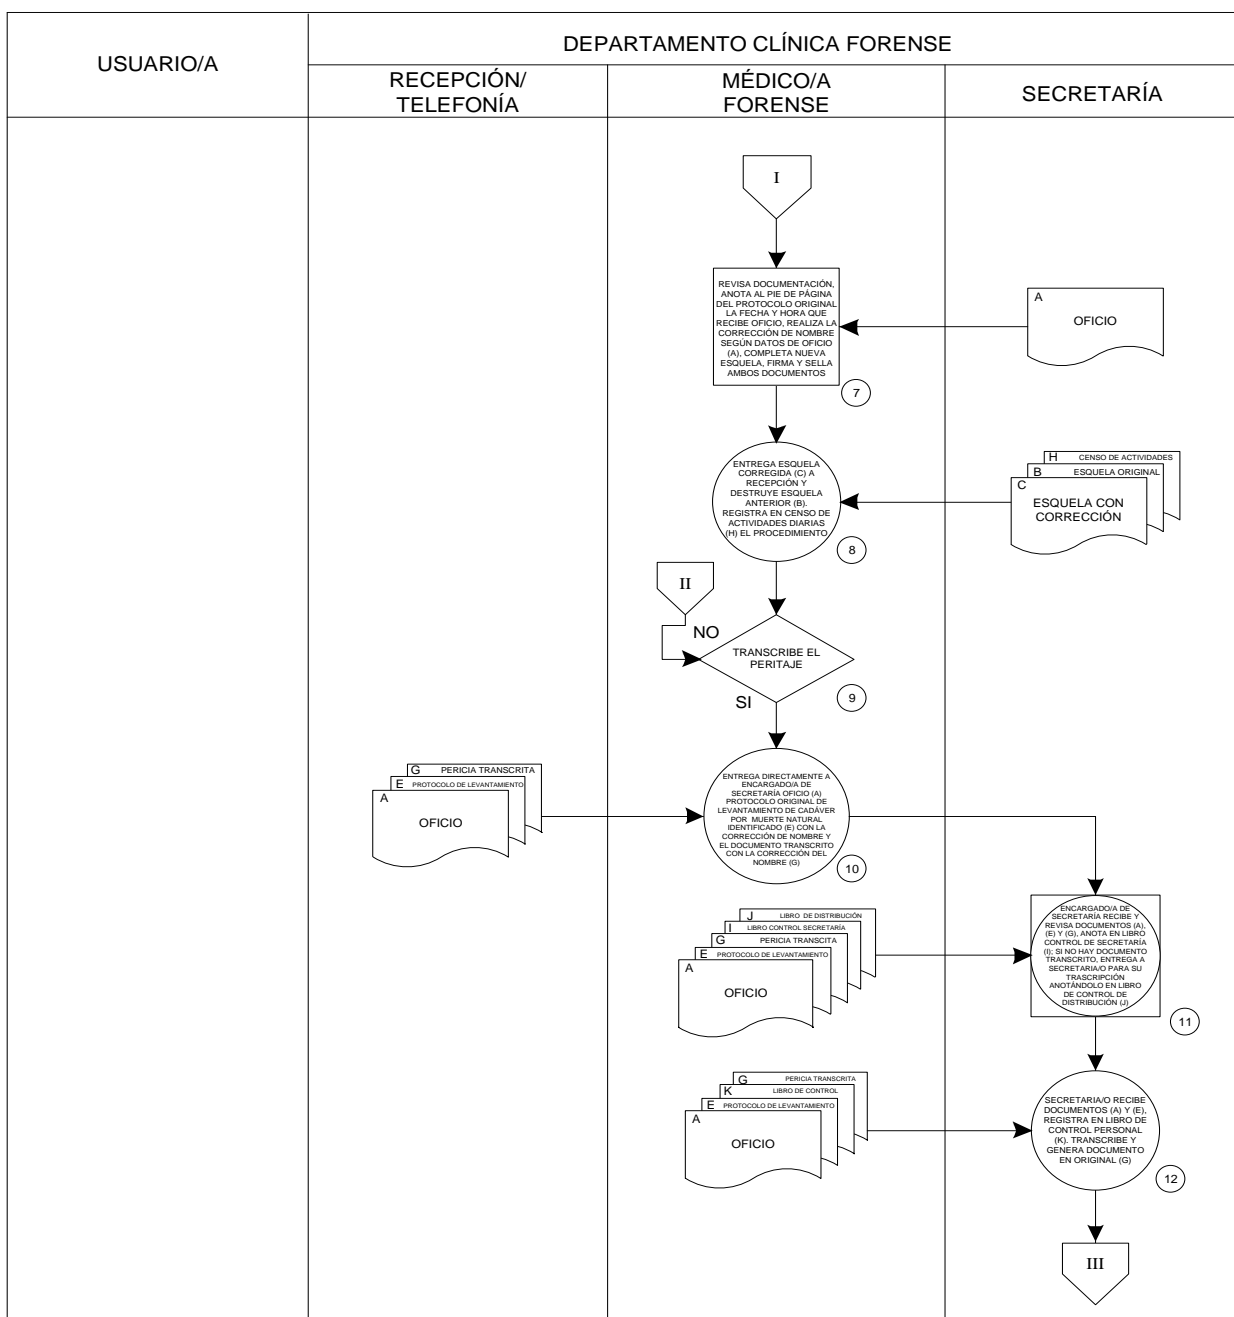 USUARIO/A
DEPARTAMENTO CLÍNICA FORENSE
RECEPCIÓN/
TELEFONÍA
MÉDICO/A
FORENSE
SECRETARÍA
I
REVISA DOCUMENTACIÓN,
ANOTA AL PIE DE PÁGINA
DEL PROTOCOLO ORIGINAL
LA FECHA Y HORA QUE
RECIBE OFICIO, REALIZA LA
CORRECCIÓN DE NOMBRE
SEGÚN DATOS DE OFICIO
(A), COMPLETA NUEVA
ESQUELA, FIRMA Y SELLA
AMBOS DOCUMENTOS
7
A
OFICIO
ENTREGA ESQUELA
CORREGIDA (C) A
RECEPCIÓN Y
DESTRUYE ESQUELA
ANTERIOR (B).
REGISTRA EN CENSO DE
ACTIVIDADES DIARIAS
(H) EL PROCEDIMIENTO
8
H CENSO DE ACTIVIDADES
B ESQUELA ORIGINAL
C
ESQUELA CON
CORRECCIÓN
II
NO
TRANSCRIBE EL
PERITAJE
SI
9
G PERICIA TRANSCRITA
E PROTOCOLO DE LEVANTAMIENTO
A
OFICIO
ENTREGA DIRECTAMENTE A
ENCARGADO/A DE
SECRETARÍA OFICIO (A)
PROTOCOLO ORIGINAL DE
LEVANTAMIENTO DE CADÁVER
POR MUERTE NATURAL
IDENTIFICADO (E) CON LA
CORRECCIÓN DE NOMBRE Y
EL DOCUMENTO TRANSCRITO
CON LA CORRECCIÓN DEL
NOMBRE (G)
10
J LIBRO DE DISTRIBUCIÓN
I LIBRO CONTROL SECRETARÍA
G PERICIA TRANSCITA
E PROTOCOLO DE LEVANTAMIENTO
A
OFICIO
ENCARGADO/A DE
SECRETARÍA RECIBE Y
REVISA DOCUMENTOS (A),
(E) Y (G), ANOTA EN LIBRO
CONTROL DE SECRETARÍA
(I); SI NO HAY DOCUMENTO
TRANSCRITO, ENTREGA A
SECRETARIA/O PARA SU
TRASCRIPCIÓN
ANOTÁNDOLO EN LIBRO
DE CONTROL DE
DISTRIBUCIÓN (J)
11
G PERICIA TRANSCRITA
K LIBRO DE CONTROL
E PROTOCOLO DE LEVANTAMIENTO
A
OFICIO
SECRETARIA/O RECIBE
DOCUMENTOS (A) Y (E),
REGISTRA EN LIBRO DE
CONTROL PERSONAL
(K). TRANSCRIBE Y
GENERA DOCUMENTO
EN ORIGINAL (G)
12
III